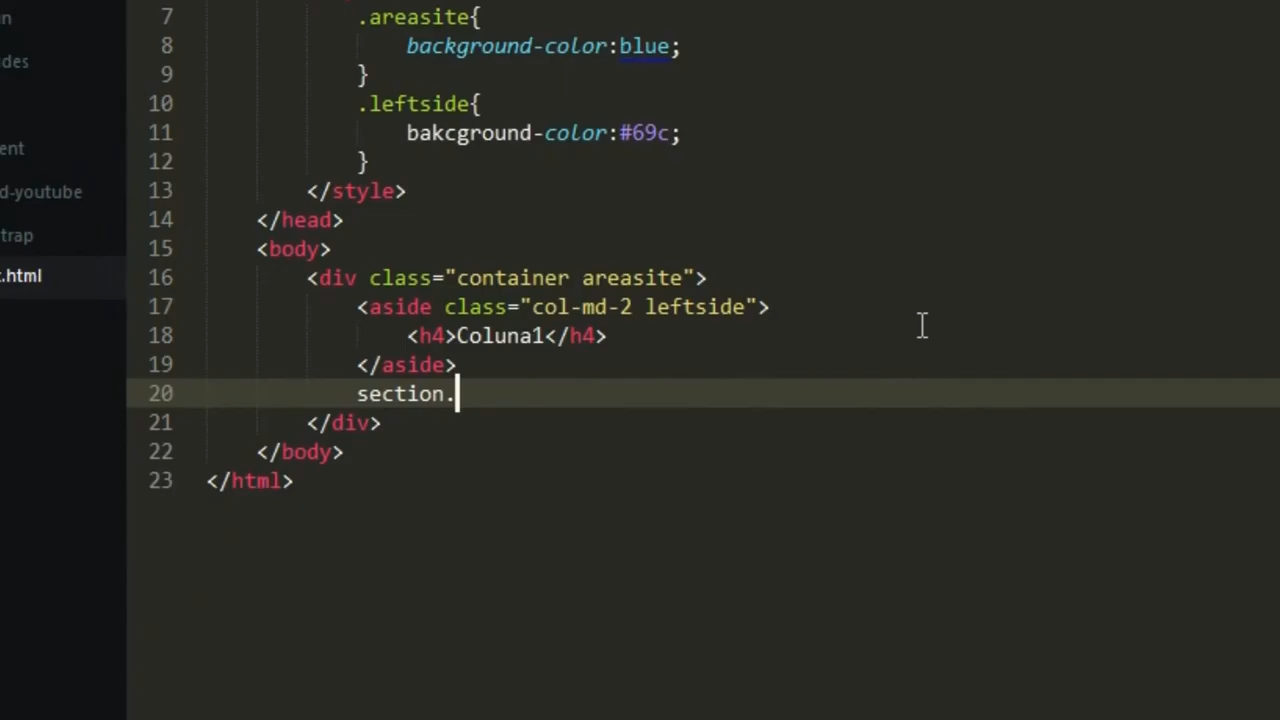 in
7 .areasite{
8 background-color:blue;
des
9 }
10 .leftside{
11 bakcground-color:#69c;
ent
12 }
13 </style>
d-youtube
14 </head>
trap
15 <body>
.html
16 <div class="container areasite">
17 <aside class="col-md-2 leftside">
18 <h4>Coluna1</h4>
19 </aside>
20 section.
21 </div>
22 </body>
23 </html>